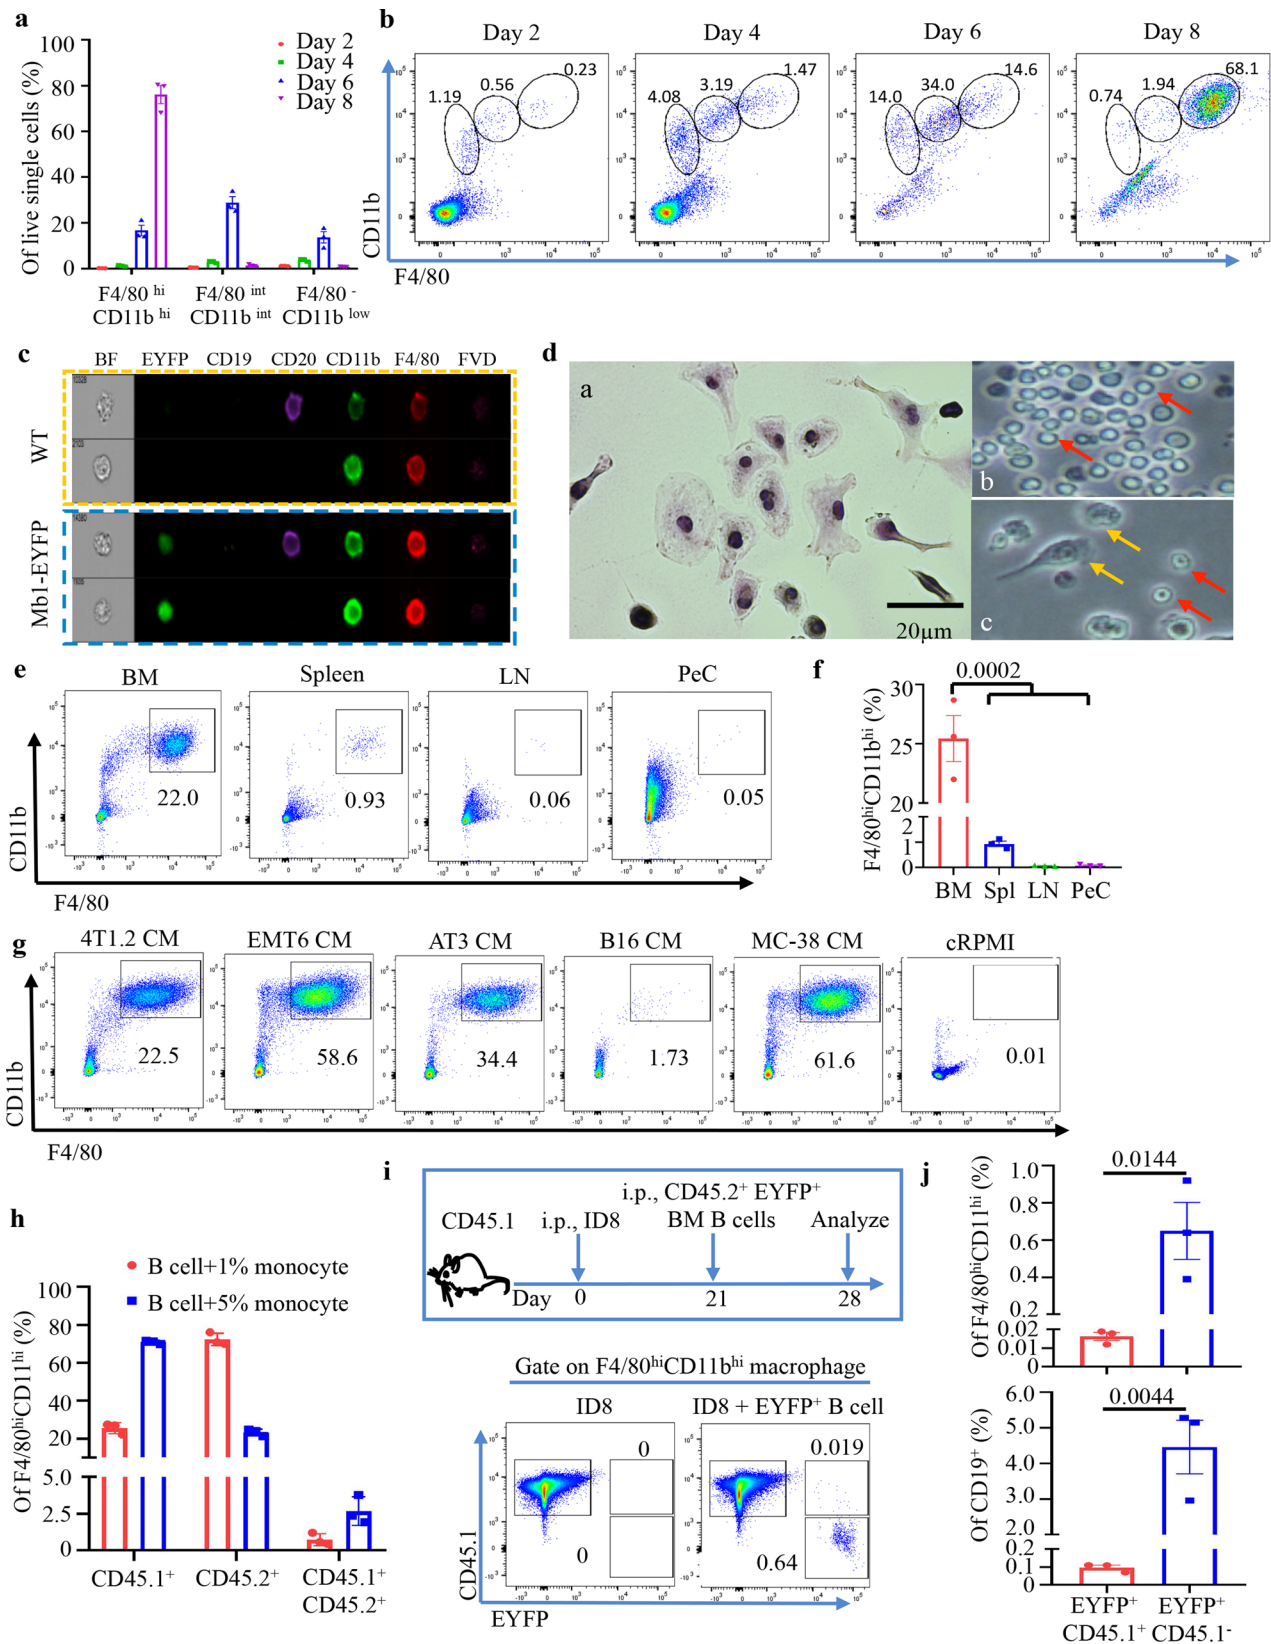 a
Of live single cells (%)
100
80
60
40
20
0
Day 2
Day 4
Day 6
Day 8
F4/80 hi
CD11b hi
F4/80 int
CD11b int
F4/80 -
CD11b low
b
Day 2
Day 4
Day 6
Day 8
1.19
0.56
0.23
4.08
3.19
1.47
14.0
34.0
14.6
0.74
1.94
68.1
CD11b
F4/80
c
BF EYFP CD19 CD20 CD11b F4/80 FVD
WT
Mb1-EYFP
d
a
b
c
20µm
e
BM
Spleen
LN
PeC
22.0
0.93
0.06
0.05
CD11b
F4/80
f
0.0002
F4/80hiCD11bhi (%)
30
25
20
2
1
0
BM Spl LN PeC
g
4T1.2 CM
EMT6 CM
AT3 CM
B16 CM
MC-38 CM
cRPMI
22.5
58.6
34.4
1.73
61.6
0.01
CD11b
F4/80
h
B cell+1% monocyte
B cell+5% monocyte
Of F4/80hiCD11hi (%)
100
80
60
40
20
5.0
2.5
0
CD45.1+
CD45.2+
CD45.1+
CD45.2+
i
i.p., CD45.2+ EYFP+
CD45.1 i.p., ID8 BM B cells Analyze
Day 0 21 28
Gate on F4/80hiCD11bhi macrophage
ID8
ID8 + EYFP+ B cell
0
0
0.019
0.64
CD45.1
EYFP
j
0.0144
Of F4/80hiCD11hi (%)
1.0
0.8
0.6
0.4
0.2
0.02
0.01
0
0.0044
Of CD19+ (%)
6.0
5.0
4.0
3.0
2.0
0.2
0.1
0
EYFP+
CD45.1+
EYFP+
CD45.1-